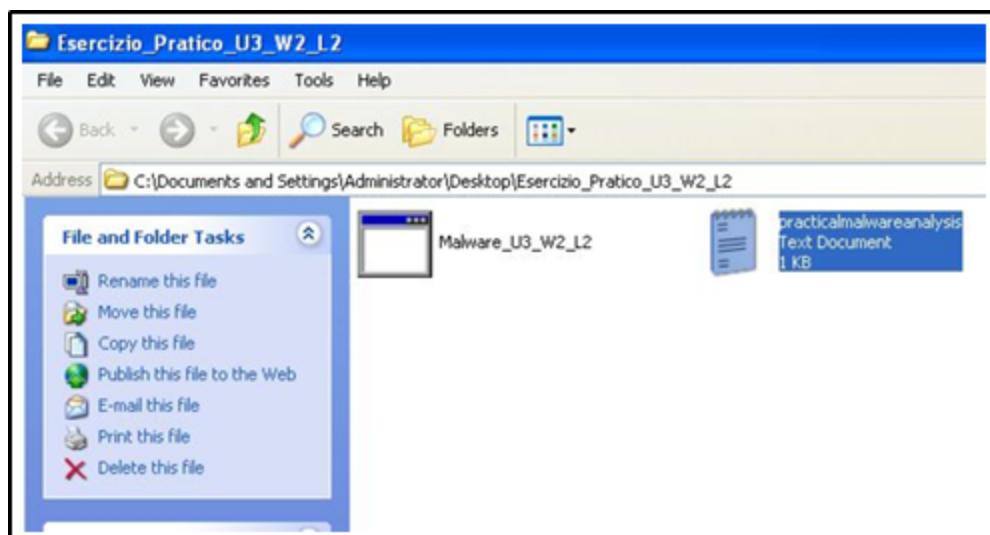 Esercizio_Pratico_U3_W2_L2
File Edit View Favorites Tools Help
Back Search Folders
Address C:\Documents and Settings\Administrator\Desktop\Esercizio_Pratico_U3_W2_L2
File and Folder Tasks
Rename this file
Move this file
Copy this file
Publish this file to the Web
E-mail this file
Print this file
Delete this file
Malware_U3_W2_L2
practicalmalwareanalysis
Text Document
1 KB